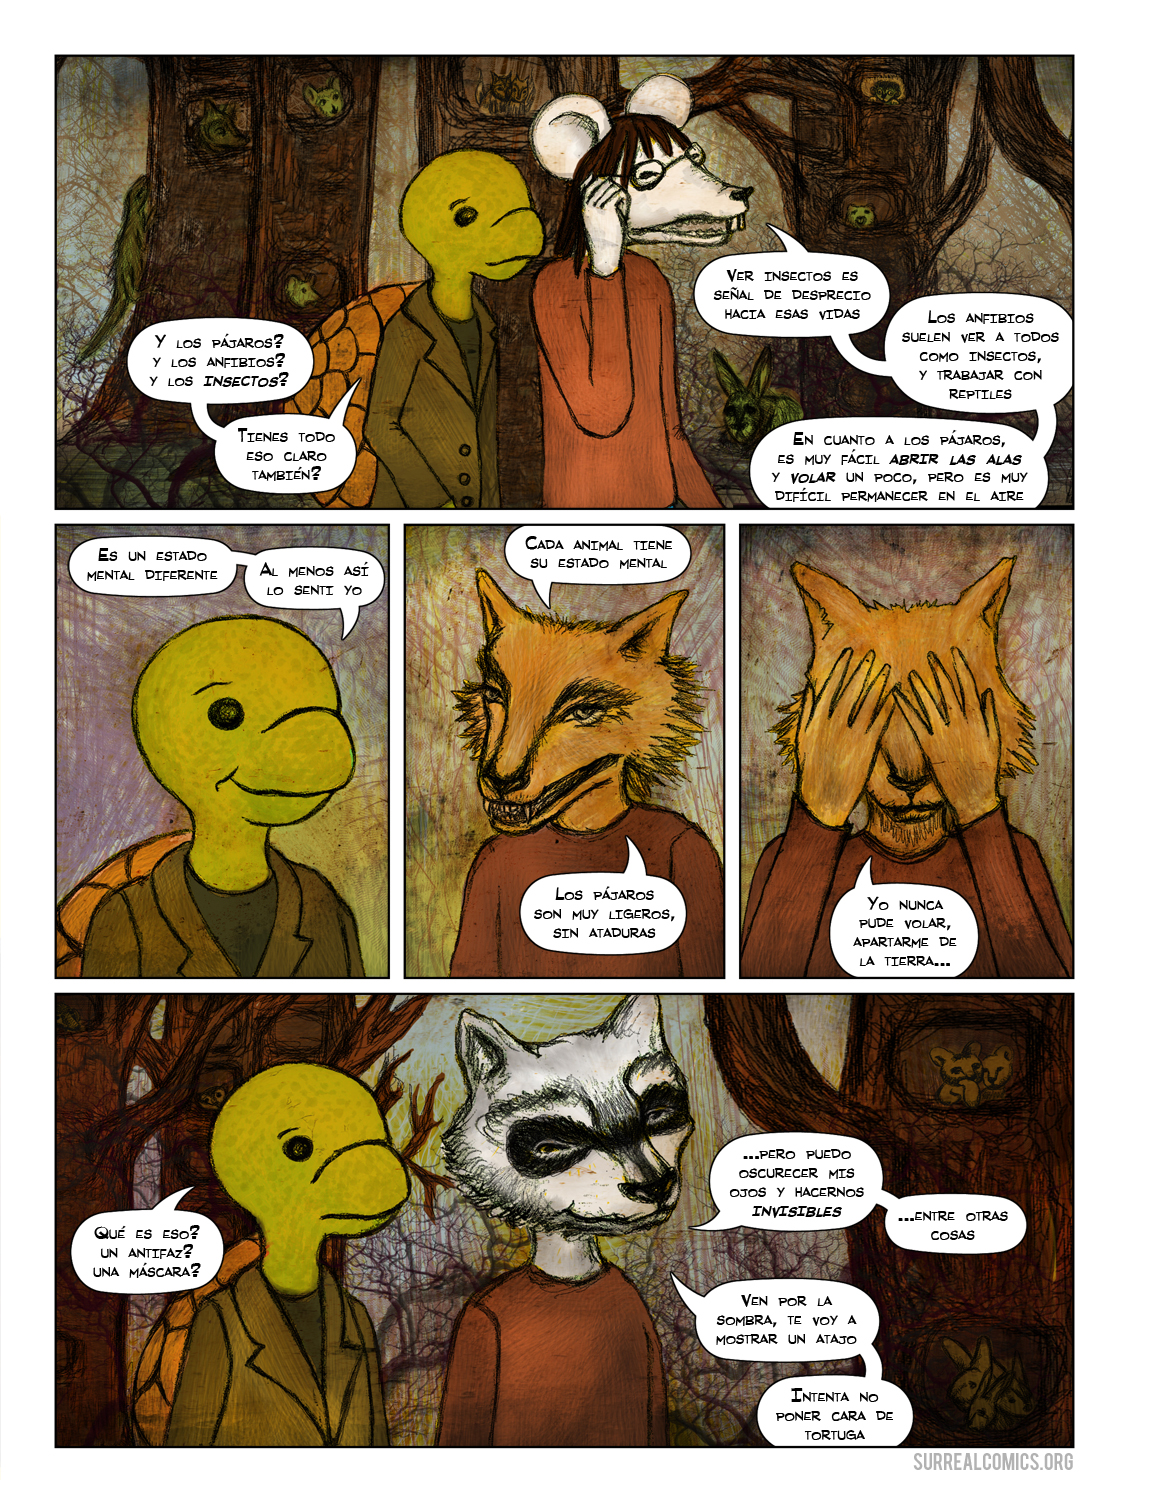 Y los pájaros?
y los anfibios?
y los insectos?
Tienes todo
eso claro
también?
Ver insectos es
señal de desprecio
hacia esas vidas
Los anfibios
suelen ver a todos
como insectos,
y trabajar con
reptiles
En cuanto a los pájaros,
es muy fácil abrir las alas
y volar un poco, pero es muy
difícil permanecer en el aire
Es un estado
mental diferente
Al menos así
lo senti yo
Cada animal tiene
su estado mental
Los pájaros
son muy ligeros,
sin ataduras
Yo nunca
pude volar,
apartarme de
la tierra...
Qué es eso?
un antifaz?
una máscara?
...pero puedo
oscurecer mis
ojos y hacernos
invisibles
...entre otras
cosas
Ven por la
sombra, te voy a
mostrar un atajo
Intenta no
poner cara de
tortuga
SURREALCOMICS.ORG